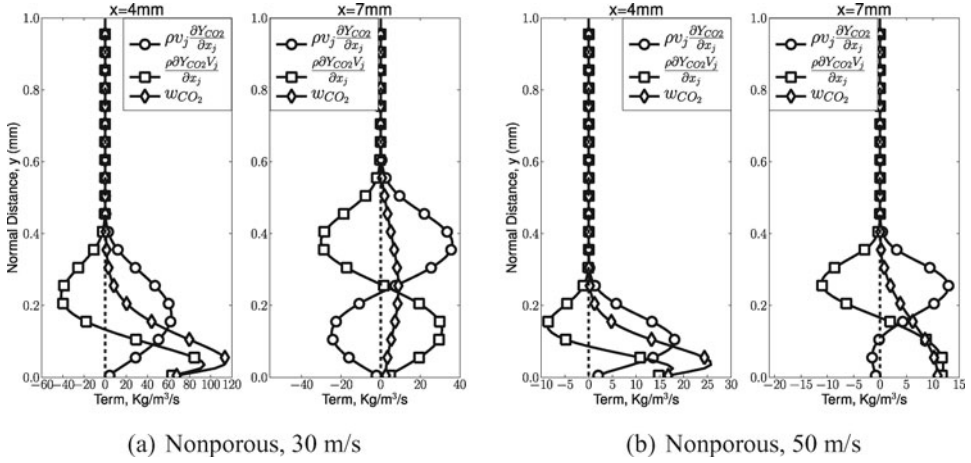 x=4mm
x=7mm
x=4mm
x=7mm
1.0
0.8
0.6
0.4
0.2
0.0
Normal Distance, y (mm)
ρv_j ∂Y_CO2/∂x_j
ρ∂Y_CO2V_j/∂x_j
w_CO₂
−60−40−20 0 20 40 60 80 100 120
Term, Kg/m³/s
1.0
0.8
0.6
0.4
0.2
0.0
ρv_j ∂Y_CO2/∂x_j
ρ∂Y_CO2V_j/∂x_j
w_CO₂
−40 −20 0 20 40
Term, Kg/m³/s
1.0
0.8
0.6
0.4
0.2
0.0
Normal Distance, y (mm)
ρv_j ∂Y_CO2/∂x_j
ρ∂Y_CO2V_j/∂x_j
w_CO₂
−10 −5 0 5 10 15 20 25 30
Term, Kg/m³/s
1.0
0.8
0.6
0.4
0.2
0.0
ρv_j ∂Y_CO2/∂x_j
ρ∂Y_CO2V_j/∂x_j
w_CO₂
−20 −15 −10 −5 0 5 10 15
Term, Kg/m³/s
(a) Nonporous, 30 m/s
(b) Nonporous, 50 m/s